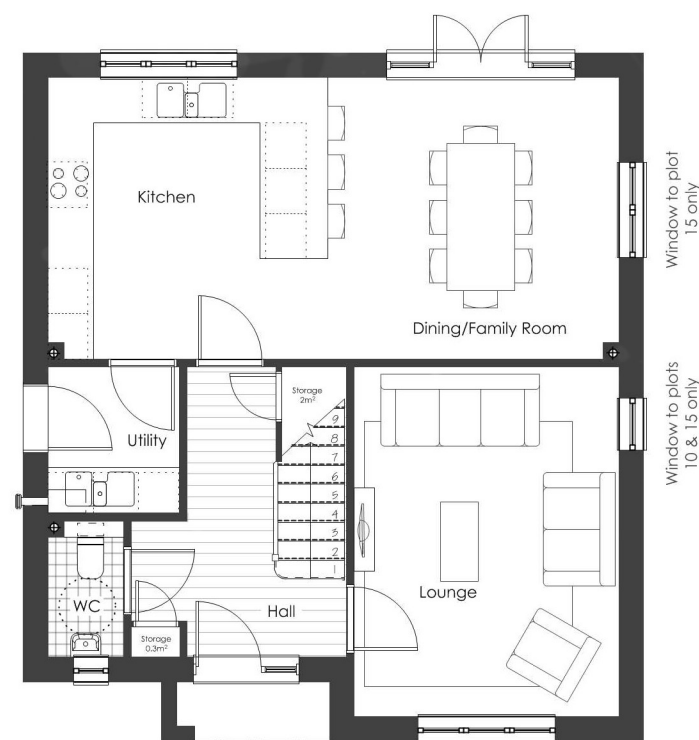 Kitchen
Dining/Family Room
Window to plot
15 only
Window to plots
10 & 15 only
Storage
2m²
Utility
9
8
7
6
5
4
3
2
1
WC
Storage
0.3m²
Hall
Lounge